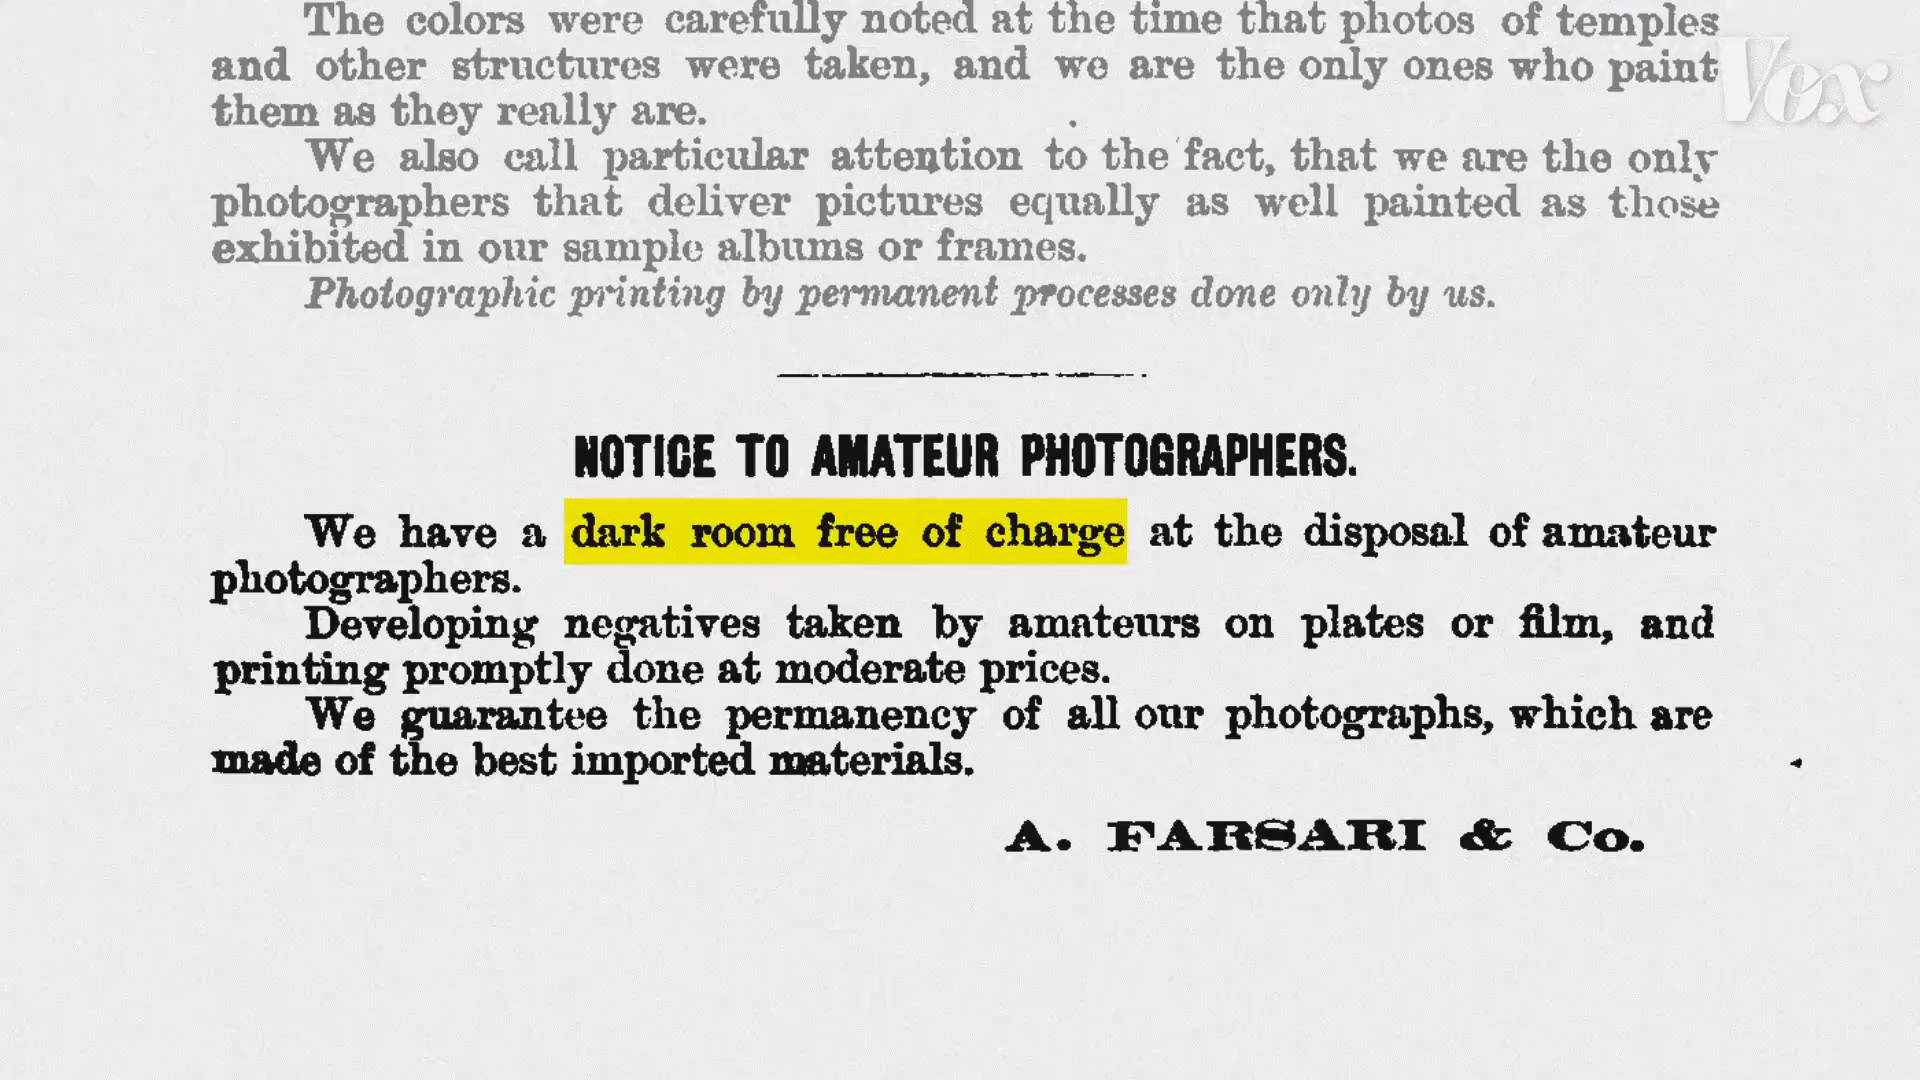 The colors were carefully noted at the time that photos of temples
and other structures were taken, and we are the only ones who paint
them as they really are.
We also call particular attention to the fact, that we are the only
photographers that deliver pictures equally as well painted as those
exhibited in our sample albums or frames.
Photographic printing by permanent processes done only by us.
NOTICE TO AMATEUR PHOTOGRAPHERS.
We have a dark room free of charge at the disposal of amateur
photographers.
Developing negatives taken by amateurs on plates or film, and
printing promptly done at moderate prices.
We guarantee the permanency of all our photographs, which are
made of the best imported materials.
A. FARSARI & Co.
Vox